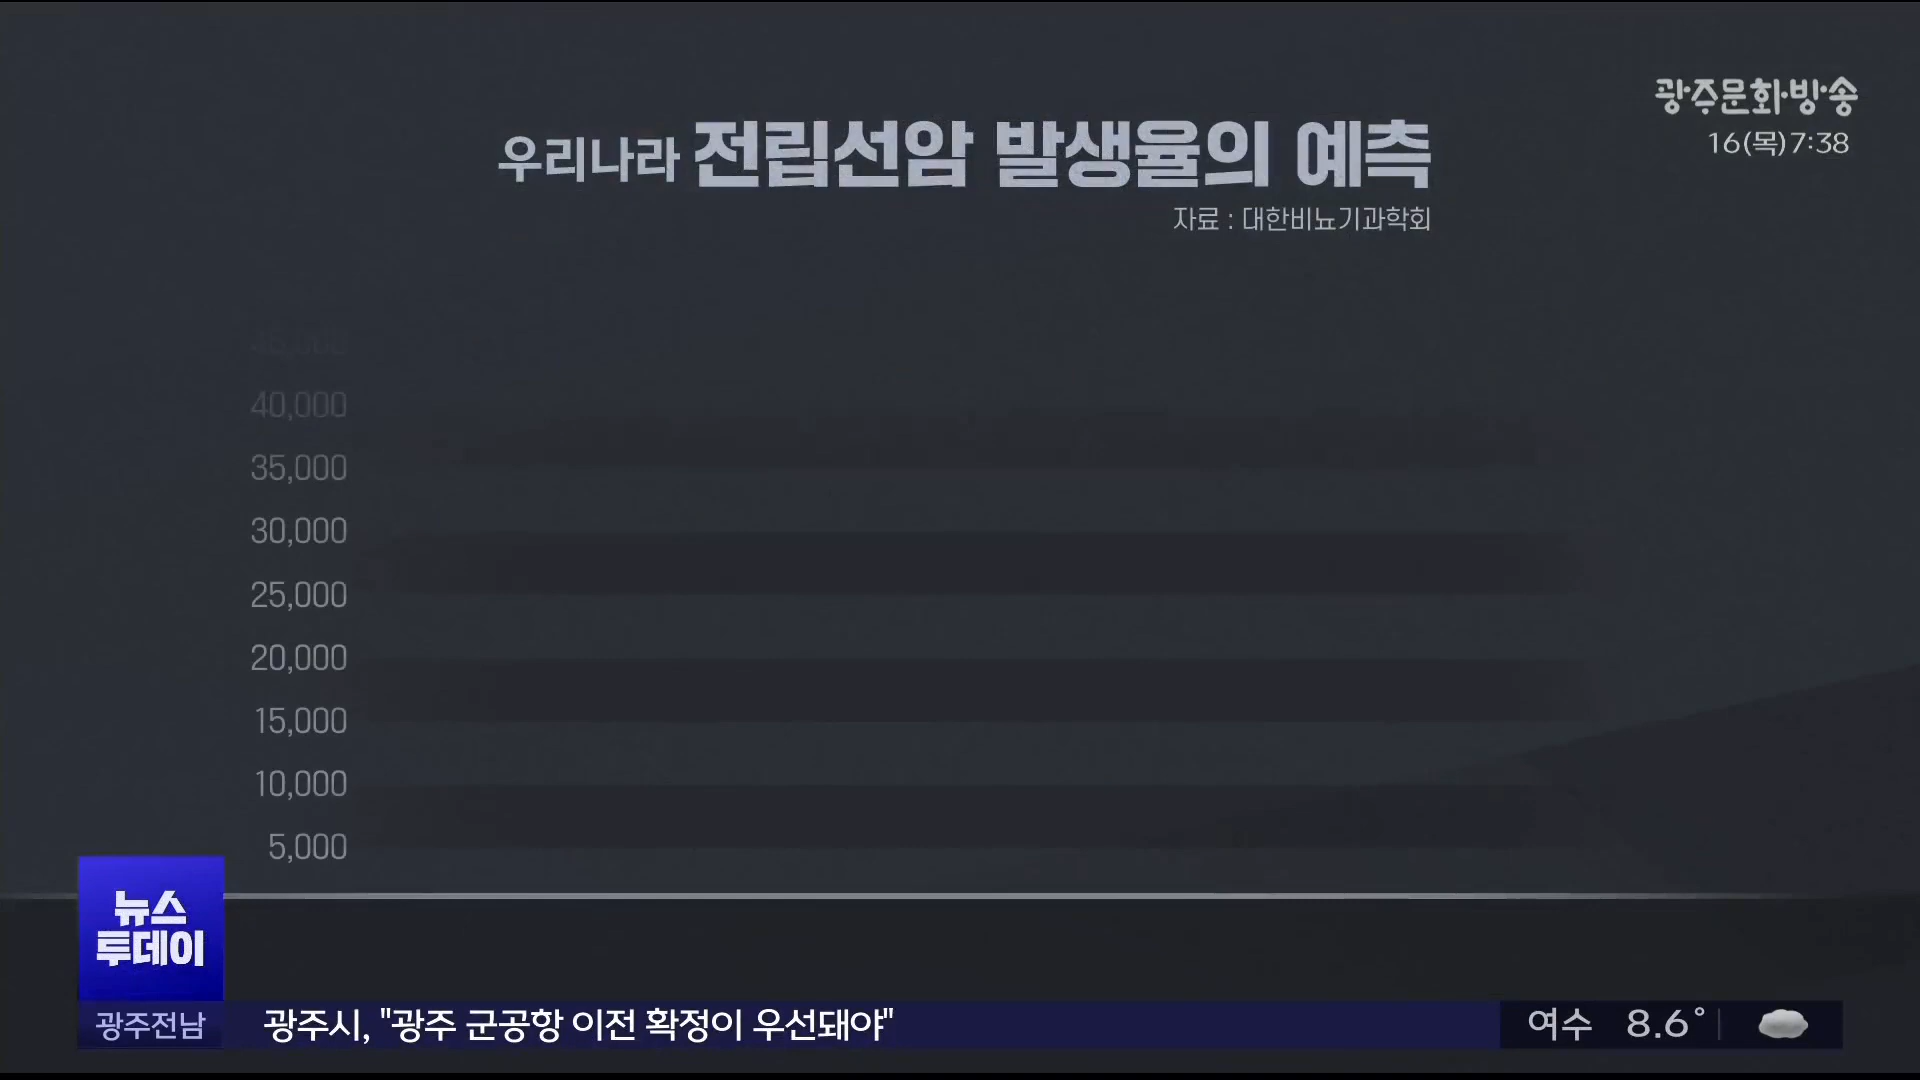 광주문화방송
16(목)7:38
우리나라 전립선암 발생율의 예측
자료 : 대한비뇨기과학회
45,000
40,000
35,000
30,000
25,000
20,000
15,000
10,000
5,000
뉴스
투데이
광주전남 광주시, "광주 군공항 이전 확정이 우선돼야" 여수 8.6°